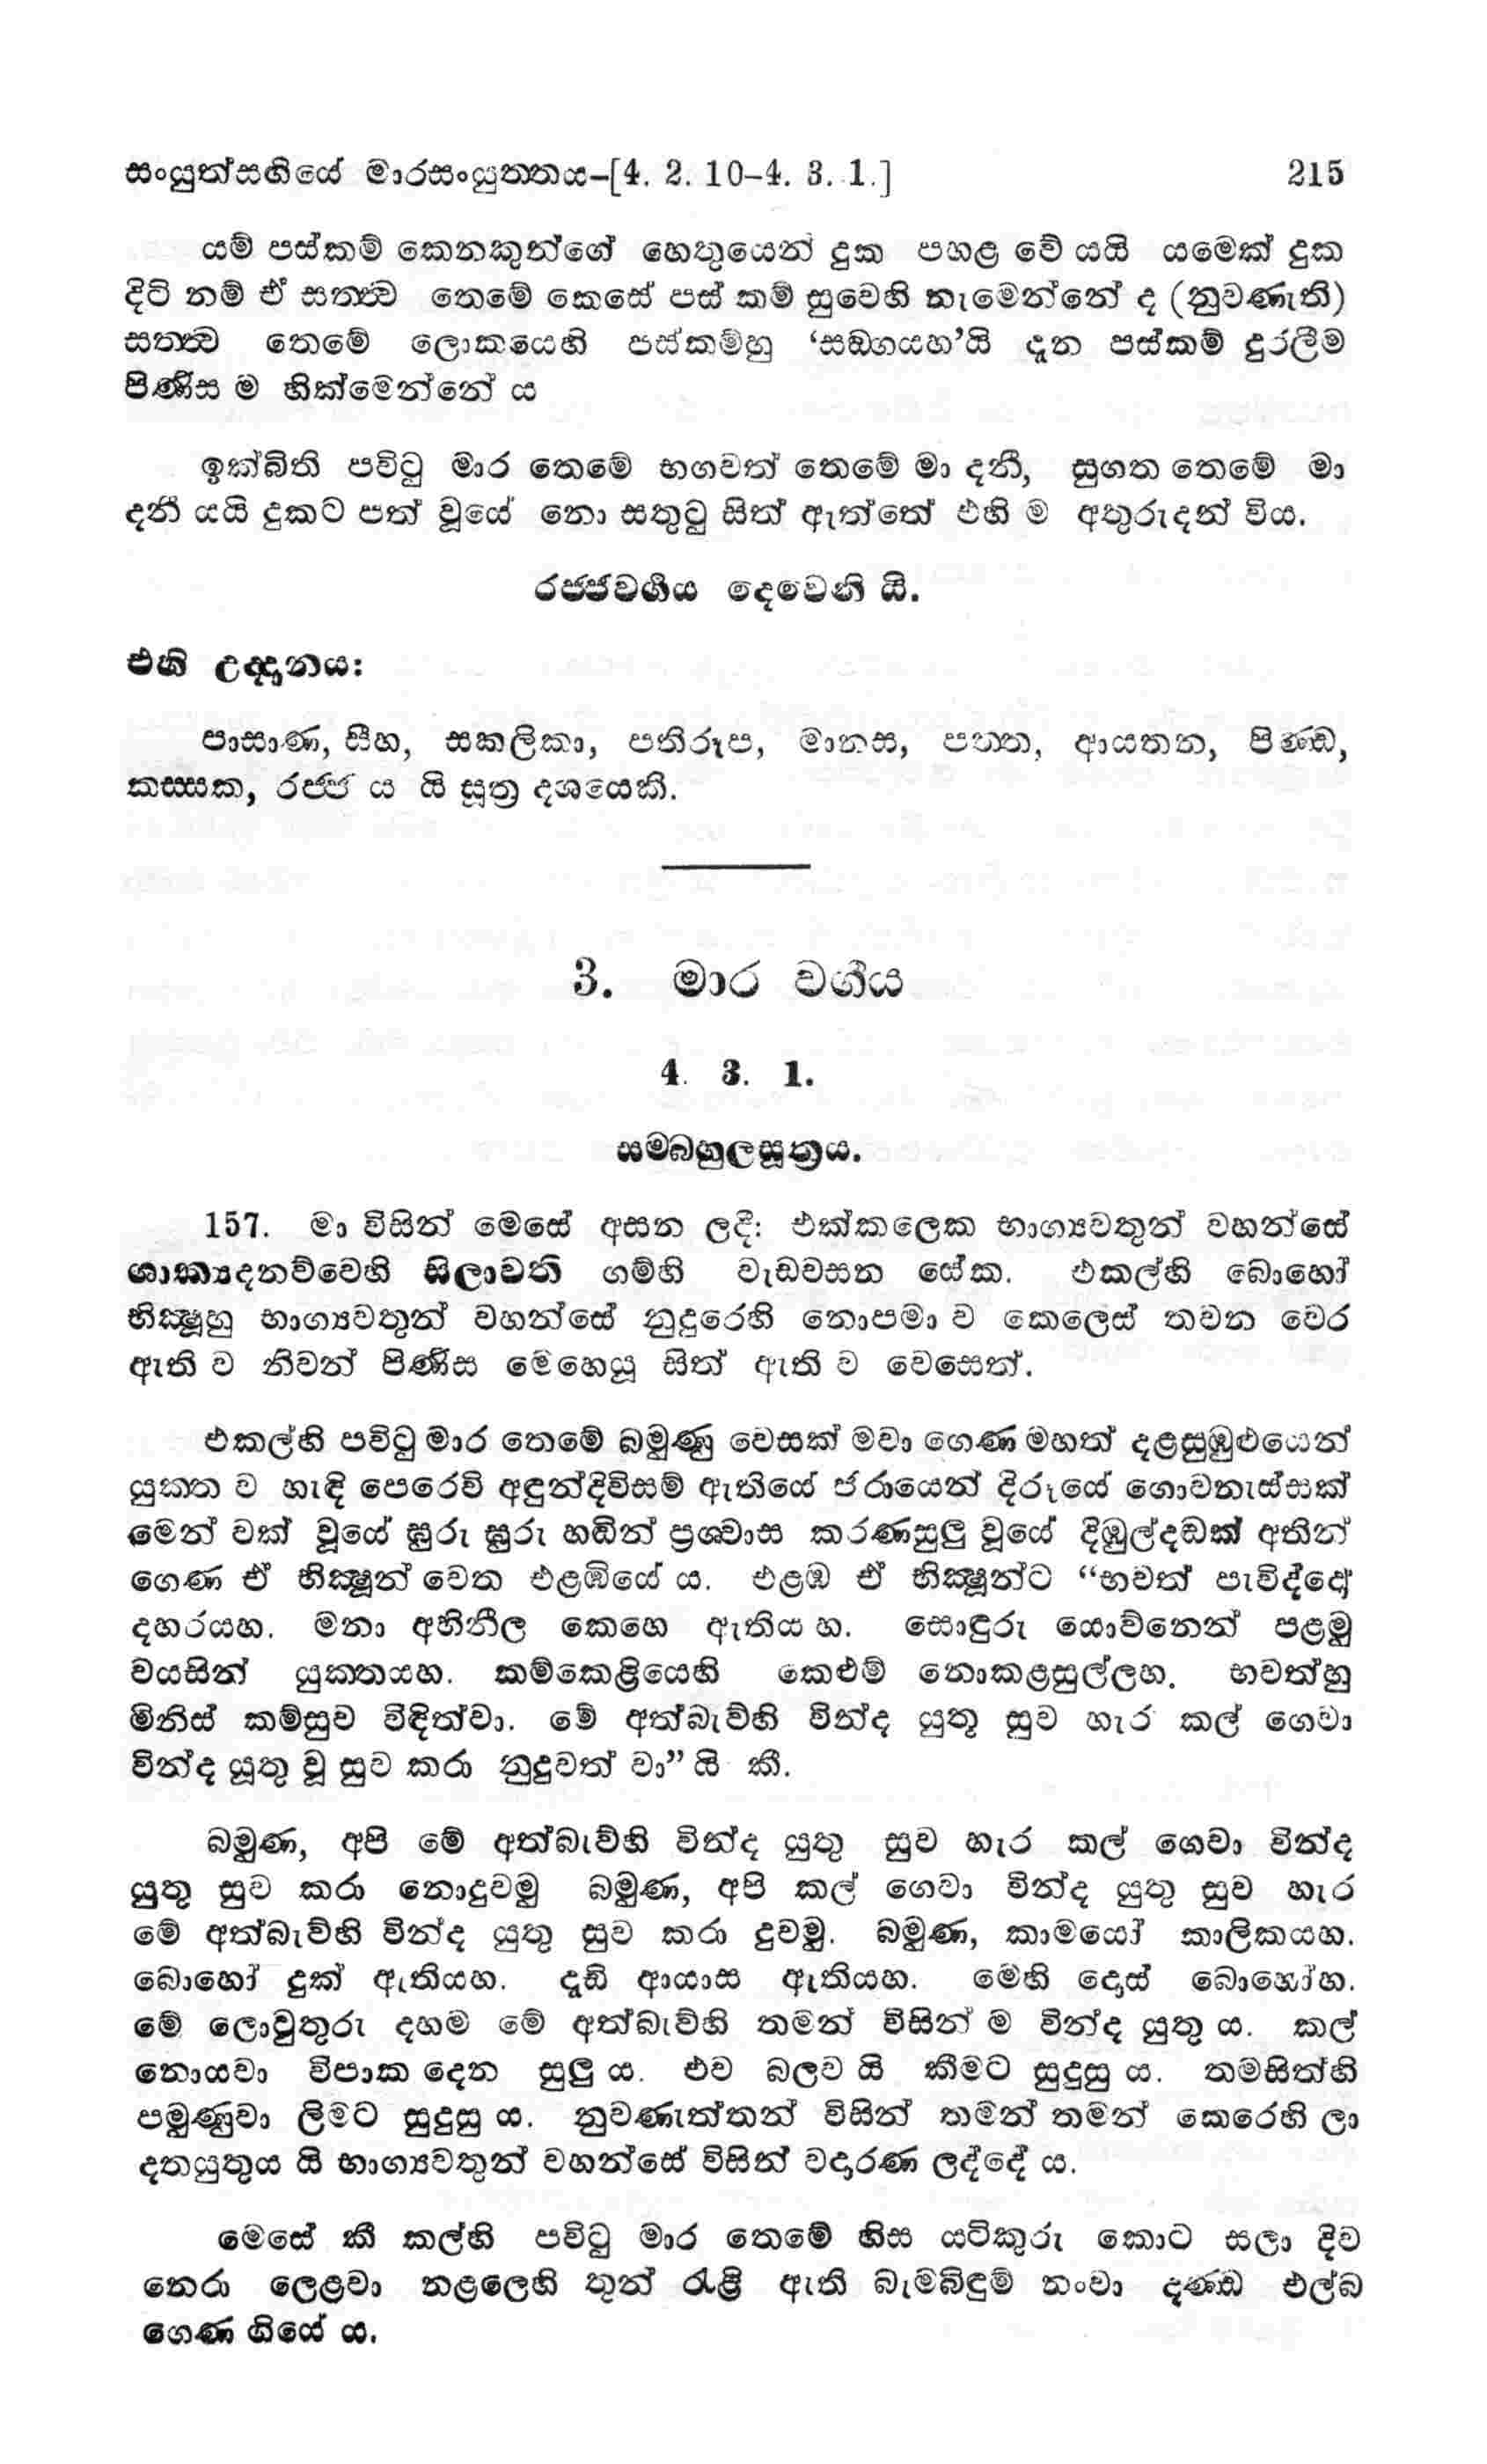 සංයුත්සඟියේ මාරසංයුත්තය–[4. 2. 10–4. 3. 1.] 215
යම් පස්කම් කෙනකුන්ගේ හෙතුයෙන් දුක පහළ වේ යයි යමෙක් දුක
දිටි නම් ඒ සත්ත්ව තෙමේ කෙසේ පස් කම් සුවෙහි නැමෙන්නේ ද (නුවණැති)
සත්ත්ව තෙමේ ලොකයෙහි පස්කම්හු ‘සඞ්ගයහ’යි දැන පස්කම් දුරලීම
පිණිස ම හික්මෙන්නේ ය
ඉක්බිති පවිටු මාර තෙමේ භගවත් තෙමේ මා දනී, සුගත තෙමේ මා
දනී යයි දුකට පත් වූයේ නො සතුටු සිත් ඇත්තේ එහි ම අතුරුදන් විය.
රජ්ජවර්ගය දෙවෙනි යි.
එහි උද්දානය:
පාසාණ, සීහ, සකලිකා, පතිරූප, මානස, පත්ත, ආයතන, පිණ්ඩ,
කස්සක, රජ්ජ ය යි සූත්‍ර දශයෙකි.
3. මාර වර්ගය
4. 3. 1.
සම්බහුලසූත්‍රය.
157. මා විසින් මෙසේ අසන ලදී: එක්කලෙක භාග්‍යවතුන් වහන්සේ
ශාක්‍යදනව්වෙහි සිලාවතී ගම්හි වැඩවසන සේක. එකල්හි බොහෝ
භික්ෂූහු භාග්‍යවතුන් වහන්සේ නුදුරෙහි නොපමා ව කෙලෙස් තවන වෙර
ඇති ව නිවන් පිණිස මෙහෙයූ සිත් ඇති ව වෙසෙත්.
එකල්හි පවිටු මාර තෙමේ බමුණු වෙසක් මවා ගෙණ මහත් දළසුඹුළුයෙන්
යුක්ත ව හැඳි පෙරෙවි අඳුන්දිවිසම් ඇතියේ ජරායෙන් දිරූයේ ගොවනැස්සක්
මෙන් වක් වූයේ ඝුරු ඝුරු හඬින් ප්‍රශ්වාස කරණසුලු වූයේ දිඹුල්දඬක් අතින්
ගෙණ ඒ භික්ෂූන් වෙත එළඹියේ ය. එළඹ ඒ භික්ෂූන්ට “භවත් පැවිද්දෝ
දහරයහ. මනා අභිනීල කෙහෙ ඇතිය හ. සොඳුරු යොව්නෙන් පළමු
වයසින් යුක්තයහ. කම්කෙළියෙහි කෙළුම් නොකළසුල්ලහ. භවත්හු
මිනිස් කම්සුව විඳිත්වා. මේ අත්බැව්හි වින්ද යුතු සුව හැර කල් ගෙවා
වින්ද යූතු වූ සුව කරා නුදුවත් වා” යි කී.
බමුණ, අපි මේ අත්බැව්හි වින්ද යුතු සුව හැර කල් ගෙවා වින්ද
යුතු සුව කරා නොදුවමු බමුණ, අපි කල් ගෙවා වින්ද යුතු සුව හැර
මේ අත්බැව්හි වින්ද යුතු සුව කරා දුවමු. බමුණ, කාමයෝ කාලිකයහ.
බොහෝ දුක් ඇතියහ. දැඩි ආයාස ඇතියහ. මෙහි දොස් බොහෝහ.
මේ ලොවුතුරු දහම මේ අත්බැව්හි තමන් විසින් ම වින්ද යුතු ය. කල්
නොයවා විපාක දෙන සුලු ය. එව බලව යි කීමට සුදුසු ය. තමසිත්හි
පමුණුවා ලීමට සුදුසු ය. නුවණැත්තන් විසින් තමන් තමන් කෙරෙහි ලා
දතයුතුය යි භාග්‍යවතුන් වහන්සේ විසින් වදාරණ ලද්දේ ය.
මෙසේ කී කල්හි පවිටු මාර තෙමේ හිස යටිකුරු කොට සලා දිව
නෙරා ලෙළවා නළලෙහි තුන් රැළි ඇති බැමබිඳුම් නංවා දණ්ඩ එල්බ
ගෙණ ගියේ ය.